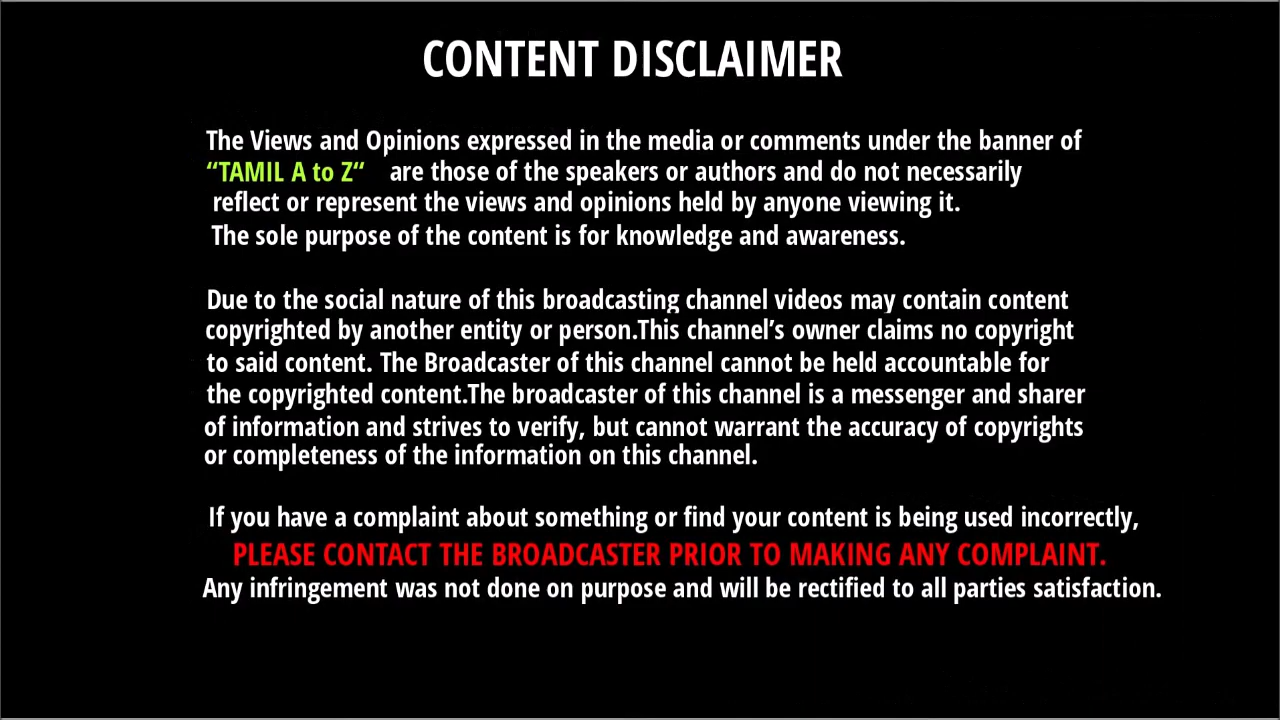 CONTENT DISCLAIMER
The Views and Opinions expressed in the media or comments under the banner of
“TAMIL A to Z“ are those of the speakers or authors and do not necessarily
reflect or represent the views and opinions held by anyone viewing it.
The sole purpose of the content is for knowledge and awareness.
Due to the social nature of this broadcasting channel videos may contain content
copyrighted by another entity or person.This channel’s owner claims no copyright
to said content. The Broadcaster of this channel cannot be held accountable for
the copyrighted content.The broadcaster of this channel is a messenger and sharer
of information and strives to verify, but cannot warrant the accuracy of copyrights
or completeness of the information on this channel.
If you have a complaint about something or find your content is being used incorrectly,
PLEASE CONTACT THE BROADCASTER PRIOR TO MAKING ANY COMPLAINT.
Any infringement was not done on purpose and will be rectified to all parties satisfaction.